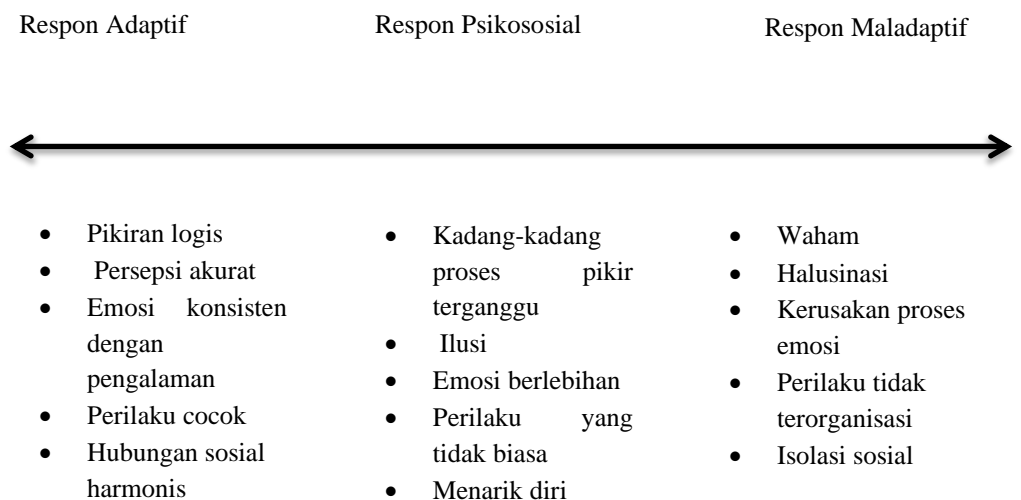 Respon Adaptif
Respon Psikososial
Respon Maladaptif
• Pikiran logis
• Persepsi akurat
• Emosi konsisten
dengan
pengalaman
• Perilaku cocok
• Hubungan sosial
harmonis
• Kadang-kadang
proses pikir
terganggu
• Ilusi
• Emosi berlebihan
• Perilaku yang
tidak biasa
• Menarik diri
• Waham
• Halusinasi
• Kerusakan proses
emosi
• Perilaku tidak
terorganisasi
• Isolasi sosial